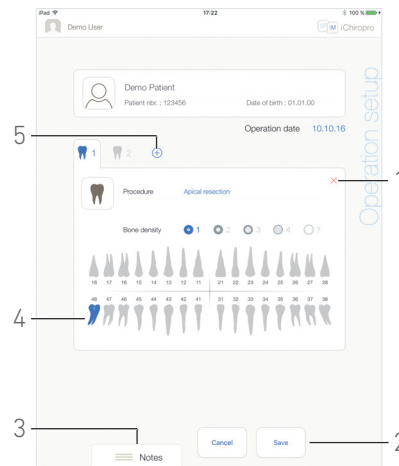 iPad 17:22 100 %
Demo User iChiropro
Demo Patient
Patient nbr. : 123456 Date of birth : 01.01.00
Operation setup
Operation date 10.10.16
5
1 2
1
Procedure Apical resection
Bone density 1 2 3 4 ?
18 17 16 15 14 13 12 11 21 22 23 24 25 26 27 28
48 47 46 45 44 43 42 41 31 32 33 34 35 36 37 38
4
3
Cancel Save
2
Notes